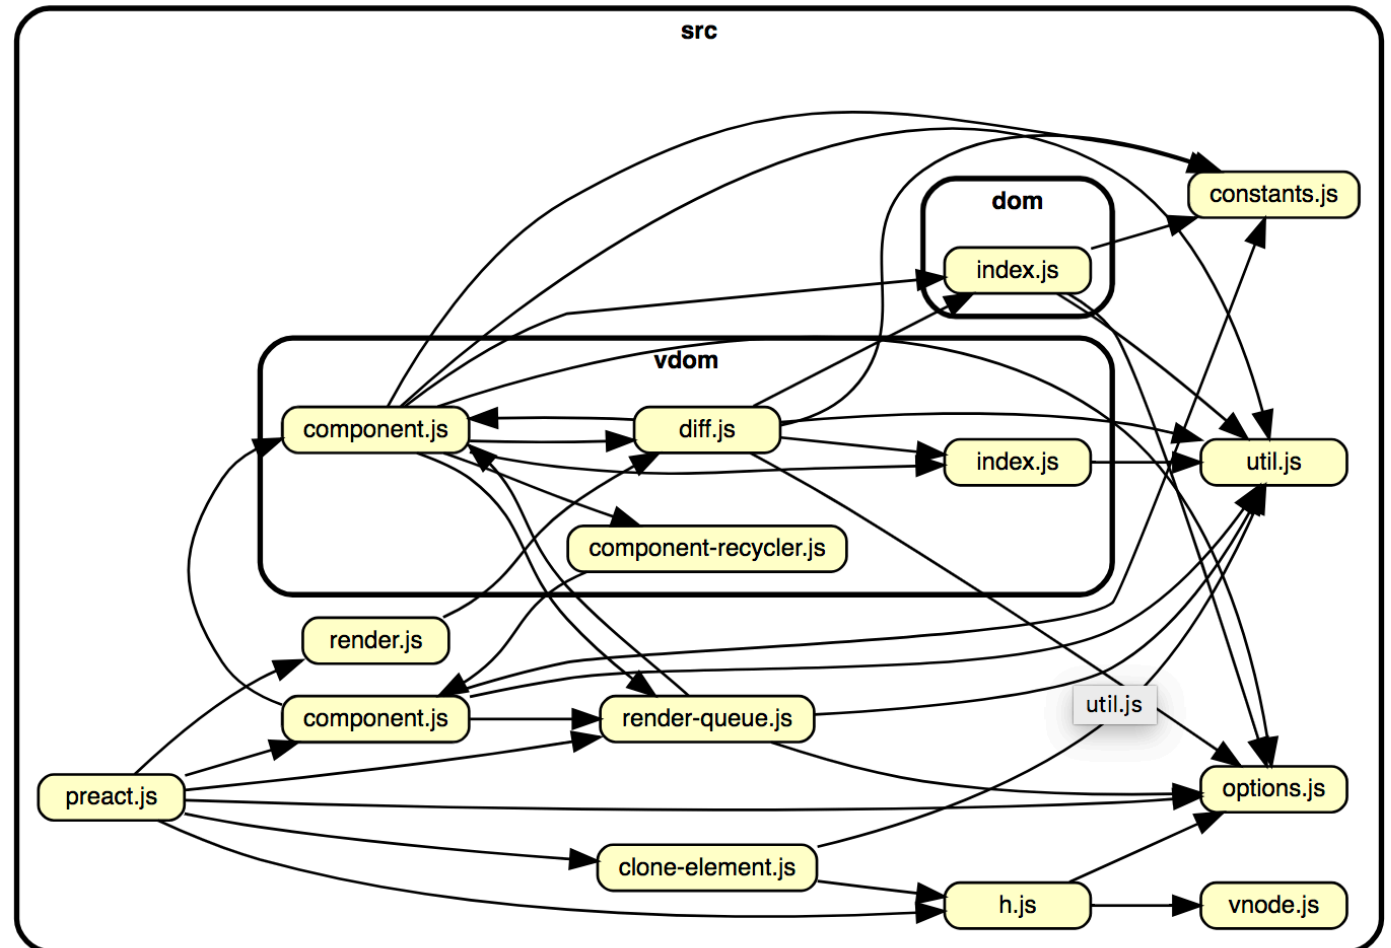 src
constants.js
dom
index.js
vdom
component.js
diff.js
index.js
util.js
component-recycler.js
render.js
component.js
render-queue.js
util.js
preact.js
options.js
clone-element.js
h.js
vnode.js